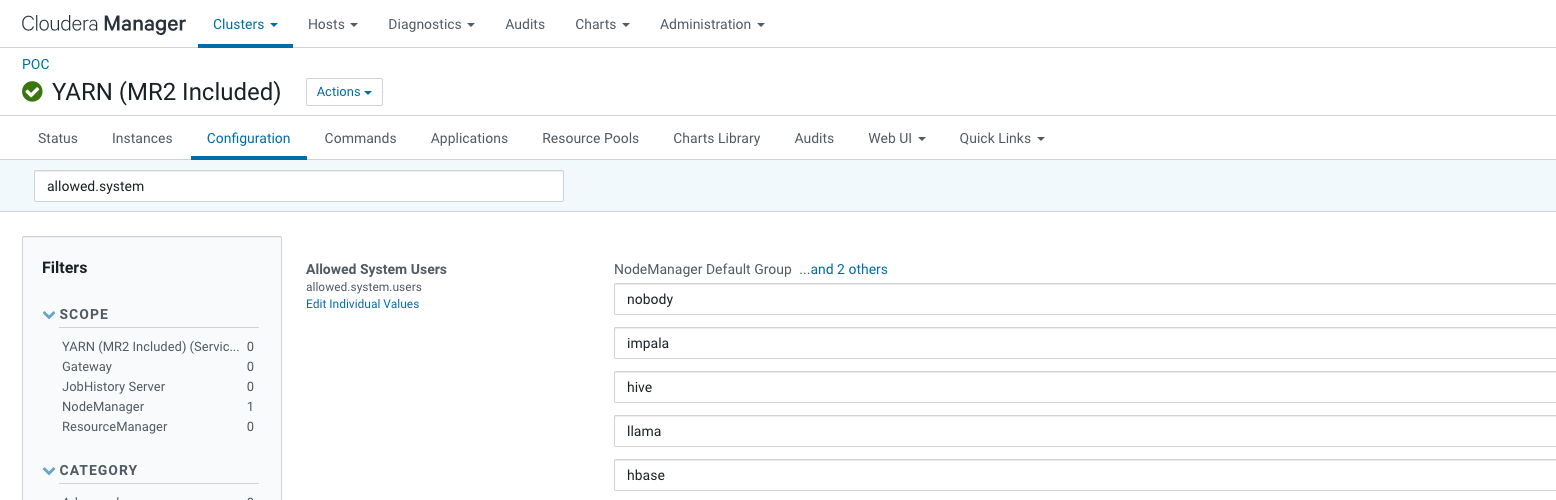 Cloudera Manager Clusters Hosts Diagnostics Audits Charts Administration
POC
YARN (MR2 Included) Actions
Status Instances Configuration Commands Applications Resource Pools Charts Library Audits Web UI Quick Links
allowed.system
Filters
SCOPE
YARN (MR2 Included) (Servic... 0
Gateway 0
JobHistory Server 0
NodeManager 1
ResourceManager 0
CATEGORY
Allowed System Users
allowed.system.users
Edit Individual Values
NodeManager Default Group ...and 2 others
nobody
impala
hive
llama
hbase